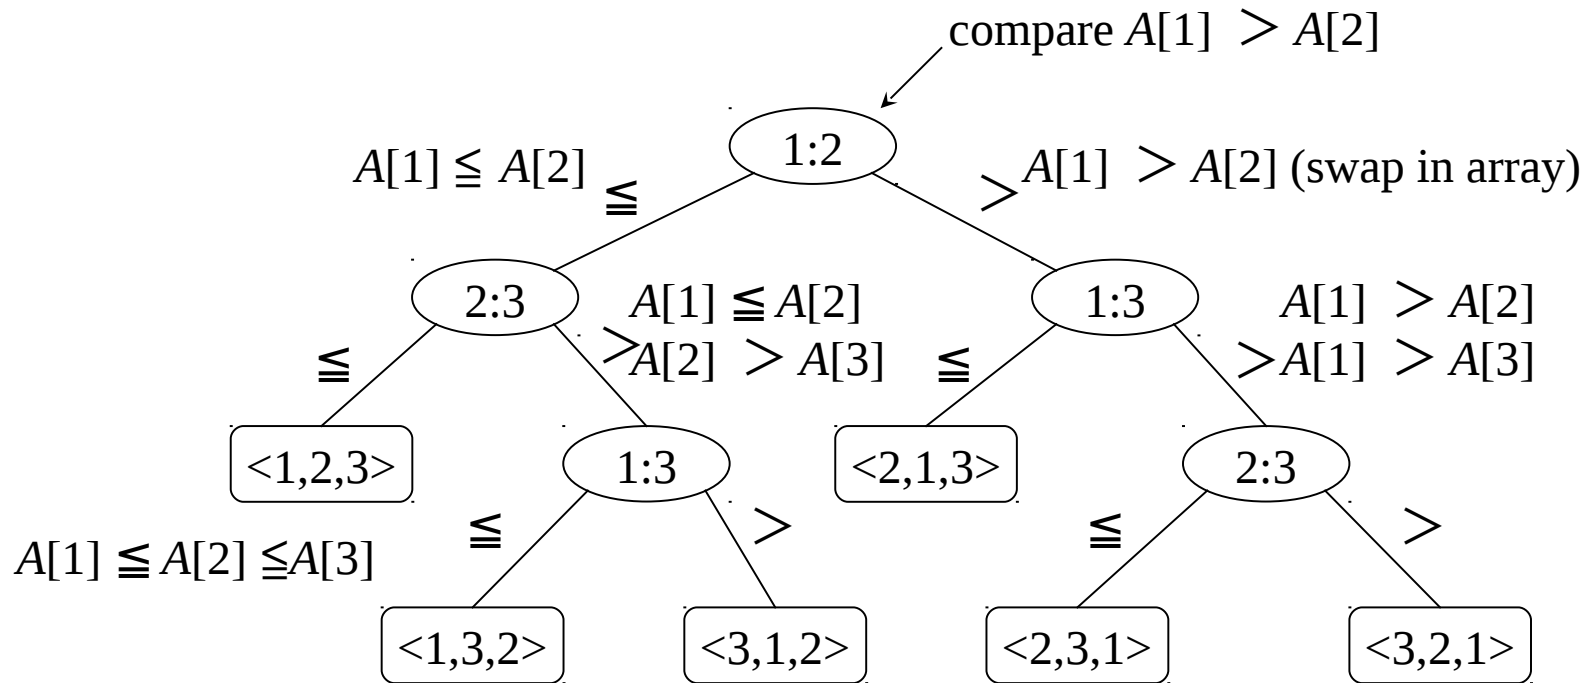 compare A[1] ＞ A[2]
1:2
A[1] ≦ A[2]
≦
＞
A[1] ＞ A[2] (swap in array)
2:3
A[1] ≦ A[2]
1:3
A[1] ＞ A[2]
≦
＞
A[2] ＞ A[3]
≦
＞
A[1] ＞ A[3]
<1,2,3>
1:3
<2,1,3>
2:3
≦
＞
≦
＞
A[1] ≦ A[2] ≦A[3]
<1,3,2>
<3,1,2>
<2,3,1>
<3,2,1>